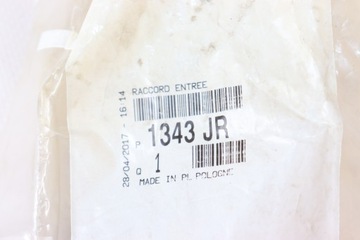 RACCORD ENTREE
28/04/2017 - 16:14
P 1343 JR
Q 1
MADE IN PL POLOGNE